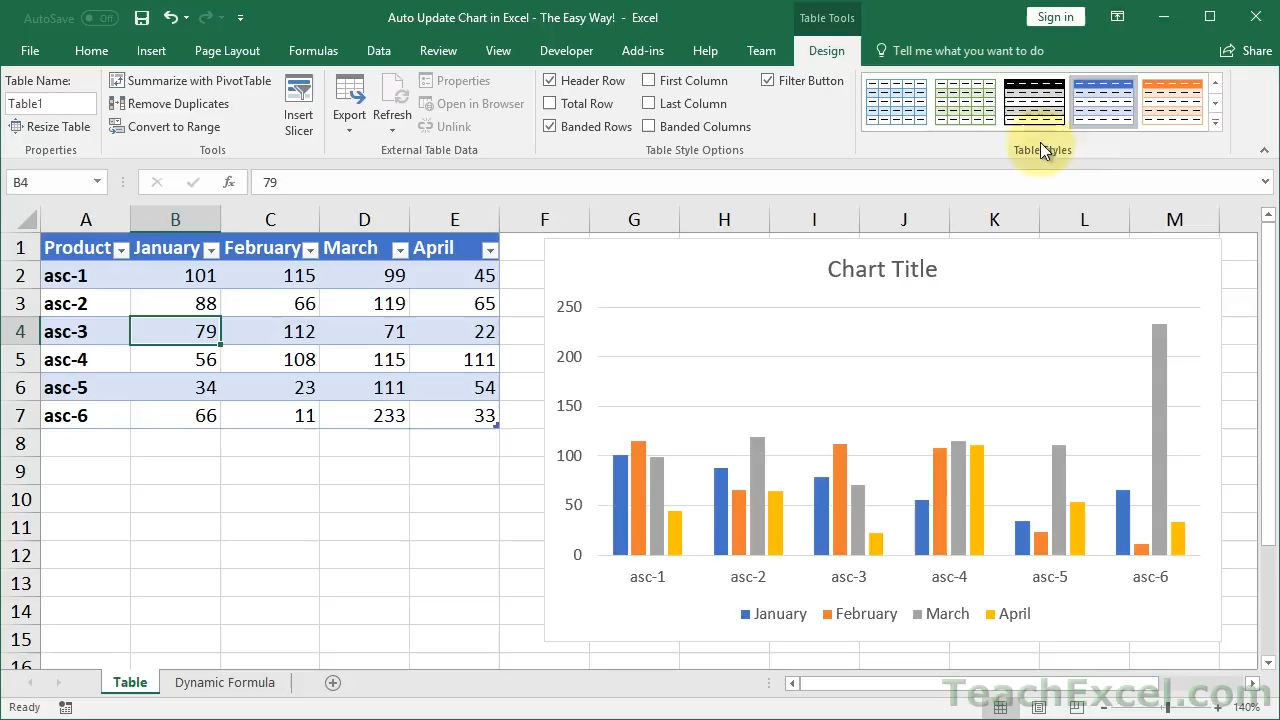 AutoSave Off Auto Update Chart in Excel - The Easy Way! - Excel Table Tools Sign in
File Home Insert Page Layout Formulas Data Review View Developer Add-ins Help Team Design Tell me what you want to do Share
Table Name: Summarize with PivotTable Properties Header Row First Column Filter Button
Table1 Remove Duplicates Open in Browser Total Row Last Column
Resize Table Convert to Range Insert Slicer Export Refresh Unlink Banded Rows Banded Columns
Properties Tools External Table Data Table Style Options Table Styles
B4 fx 79
A B C D E F G H I J K L M
1 Product January February March April
2 asc-1 101 115 99 45
3 asc-2 88 66 119 65
4 asc-3 79 112 71 22
5 asc-4 56 108 115 111
6 asc-5 34 23 111 54
7 asc-6 66 11 233 33
8
9
10
11
12
13
14
15
16
Chart Title
250
200
150
100
50
0
asc-1 asc-2 asc-3 asc-4 asc-5 asc-6
January February March April
Table Dynamic Formula
TeachExcel.com
Ready 140%